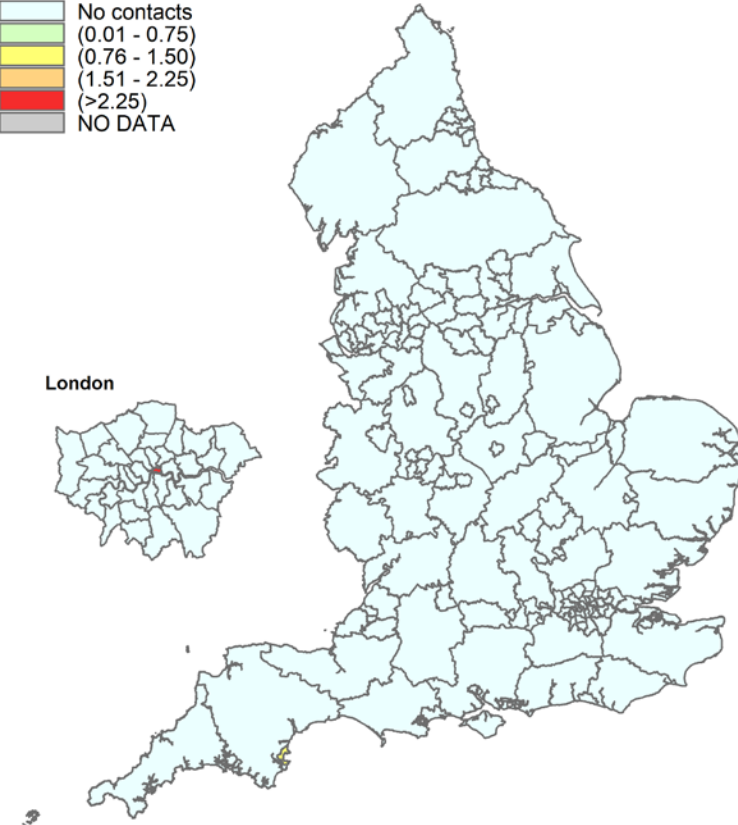 No contacts
(0.01 - 0.75)
(0.76 - 1.50)
(1.51 - 2.25)
(>2.25)
NO DATA
London